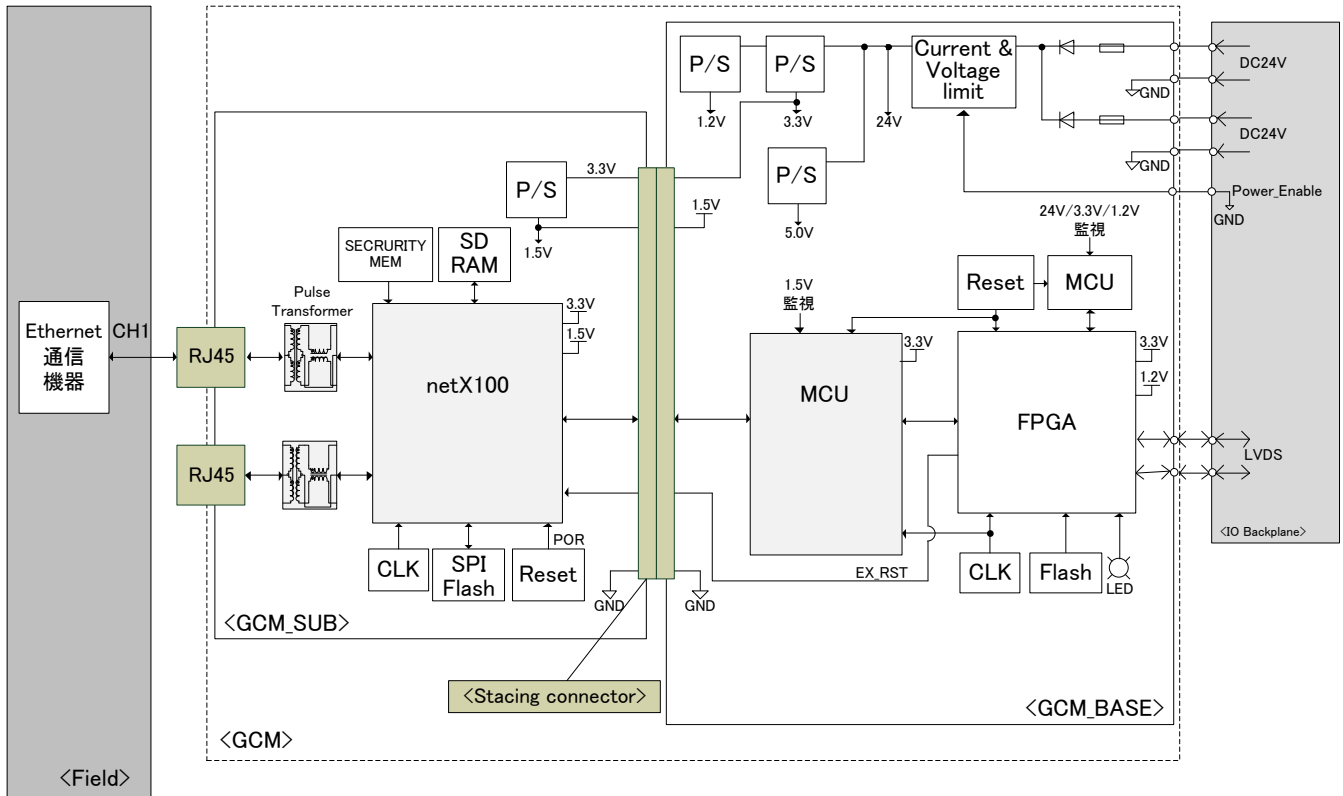 P/S
P/S
Current &
Voltage
limit
DC24V
1.2V
3.3V
24V
GND
DC24V
GND
P/S
5.0V
Power_Enable
GND
P/S
3.3V
1.5V
1.5V
24V/3.3V/1.2V
監視
SECRURITY
MEM
SD
RAM
Reset
MCU
1.5V
監視
Pulse
Transformer
3.3V
1.5V
Ethernet
通信
機器
CH1
RJ45
netX100
MCU
3.3V
FPGA
3.3V
1.2V
RJ45
LVDS
<IO Backplane>
POR
CLK
SPI
Flash
Reset
EX_RST
CLK
Flash
LED
GND
GND
<GCM_SUB>
<Stacing connector>
<GCM_BASE>
<GCM>
<Field>